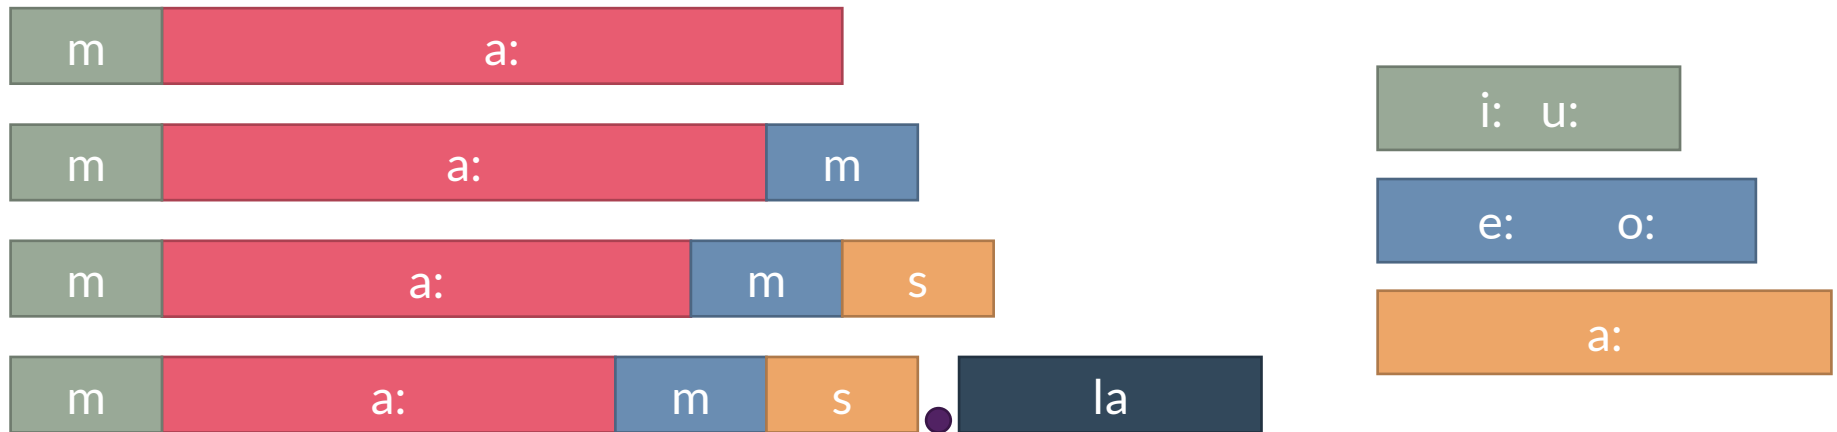 m a:
m a: m
m a: m s
m a: m s la
i: u:
e: o:
a: